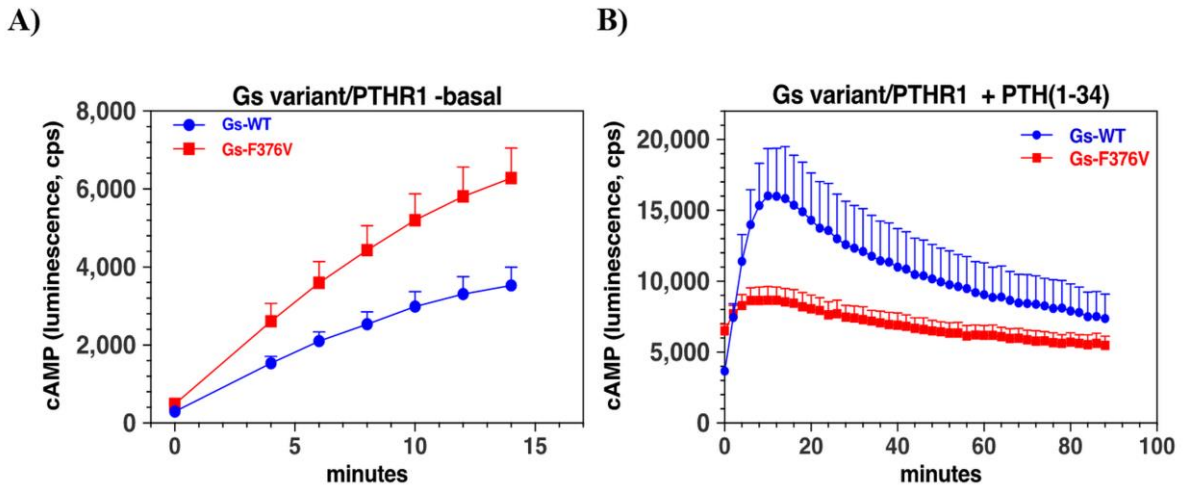 A)
Gs variant/PTHR1 -basal
8,000
6,000
4,000
2,000
0
cAMP (luminescence, cps)
Gs-WT
Gs-F376V
0 5 10 15
minutes
B)
Gs variant/PTHR1 + PTH(1-34)
20,000
15,000
10,000
5,000
0
cAMP (luminescence, cps)
Gs-WT
Gs-F376V
0 20 40 60 80 100
minutes